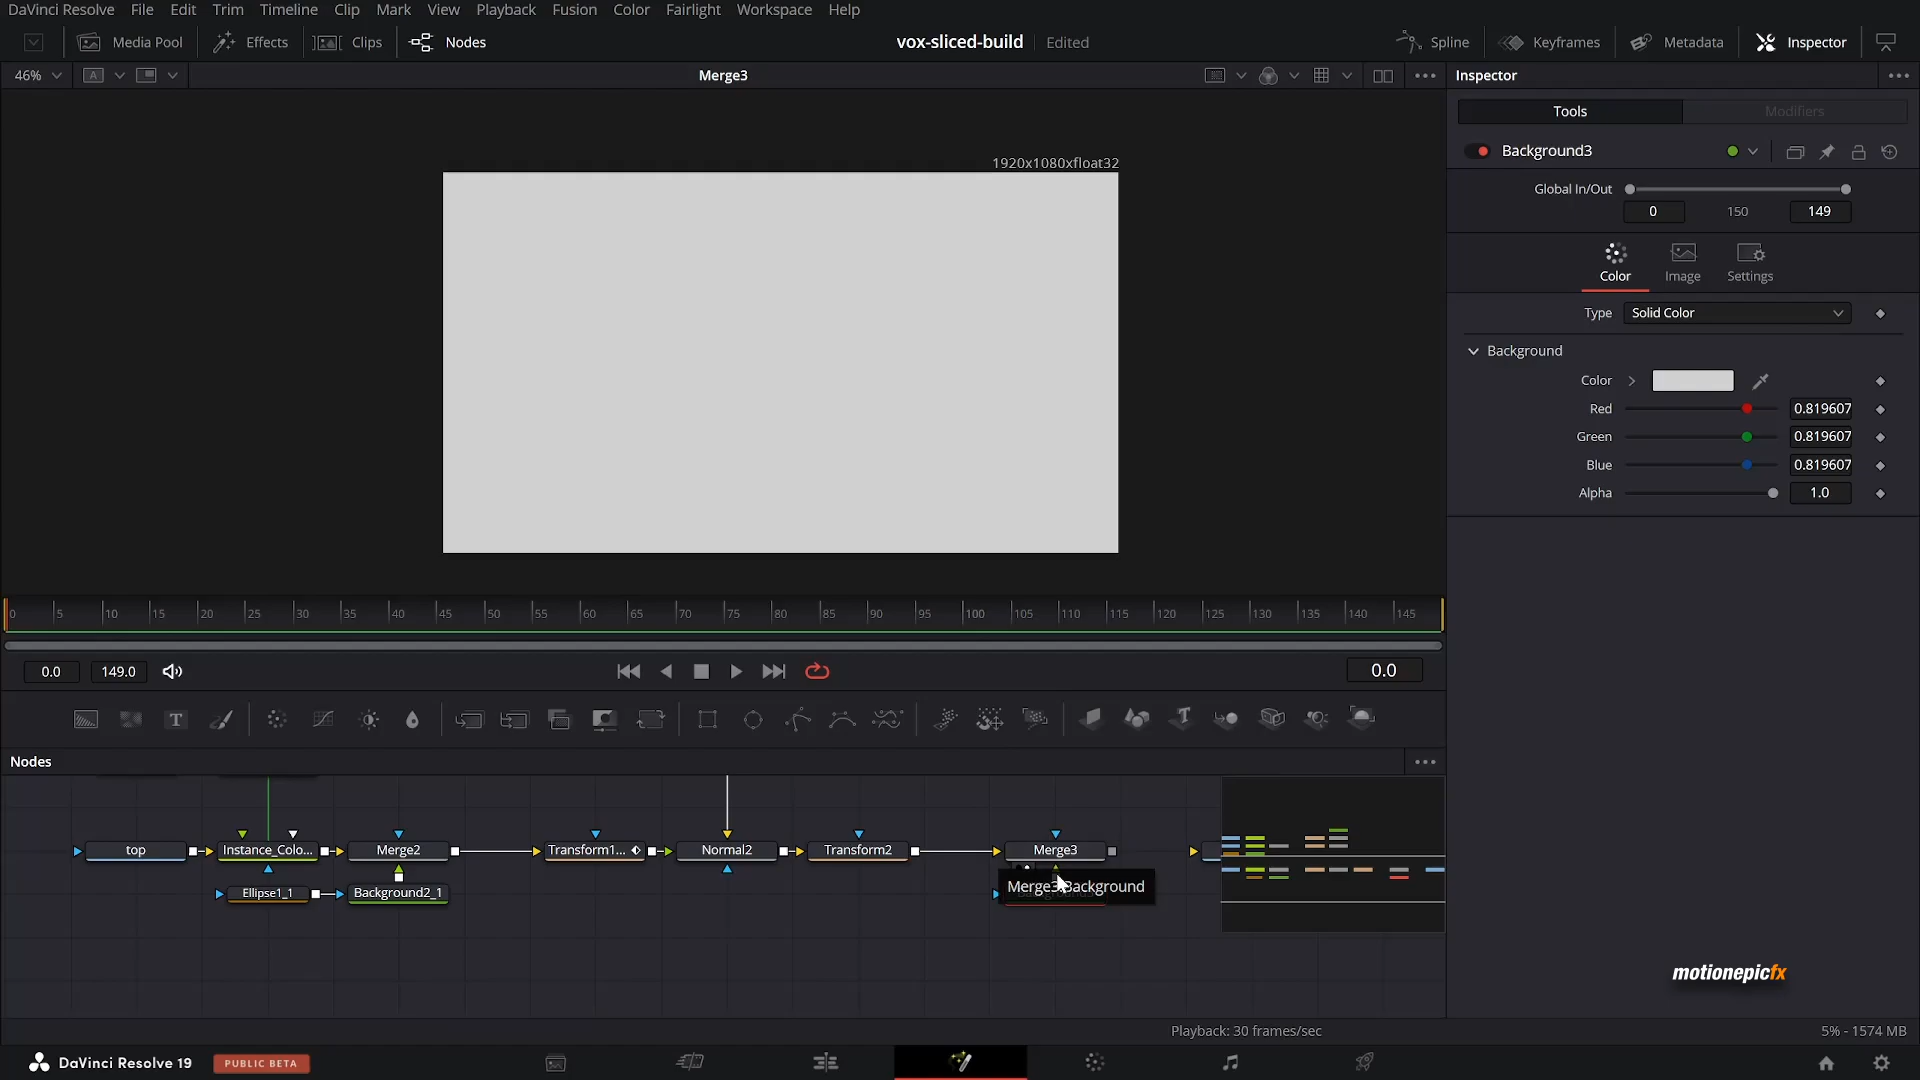 DaVinci Resolve File Edit Trim Timeline Clip Mark View Playback Fusion Color Fairlight Workspace Help
Media Pool Effects Clips Nodes vox-sliced-build Edited Spline Keyframes Metadata Inspector
46% A Merge3 Inspector
Tools Modifiers
Background3
1920x1080xfloat32
Global In/Out
0 150 149
Color Image Settings
Type Solid Color
Background
Color
Red 0.819607
Green 0.819607
Blue 0.819607
Alpha 1.0
0 5 10 15 20 25 30 35 40 45 50 55 60 65 70 75 80 85 90 95 100 105 110 115 120 125 130 135 140 145
0.0 149.0 0.0
T T
Nodes
top Instance_Colo... Merge2 Transform1... Normal2 Transform2 Merge3
Merge3.Background
Ellipse1_1 Background2_1
motionepicfx
Playback: 30 frames/sec 5% - 1574 MB
DaVinci Resolve 19 PUBLIC BETA